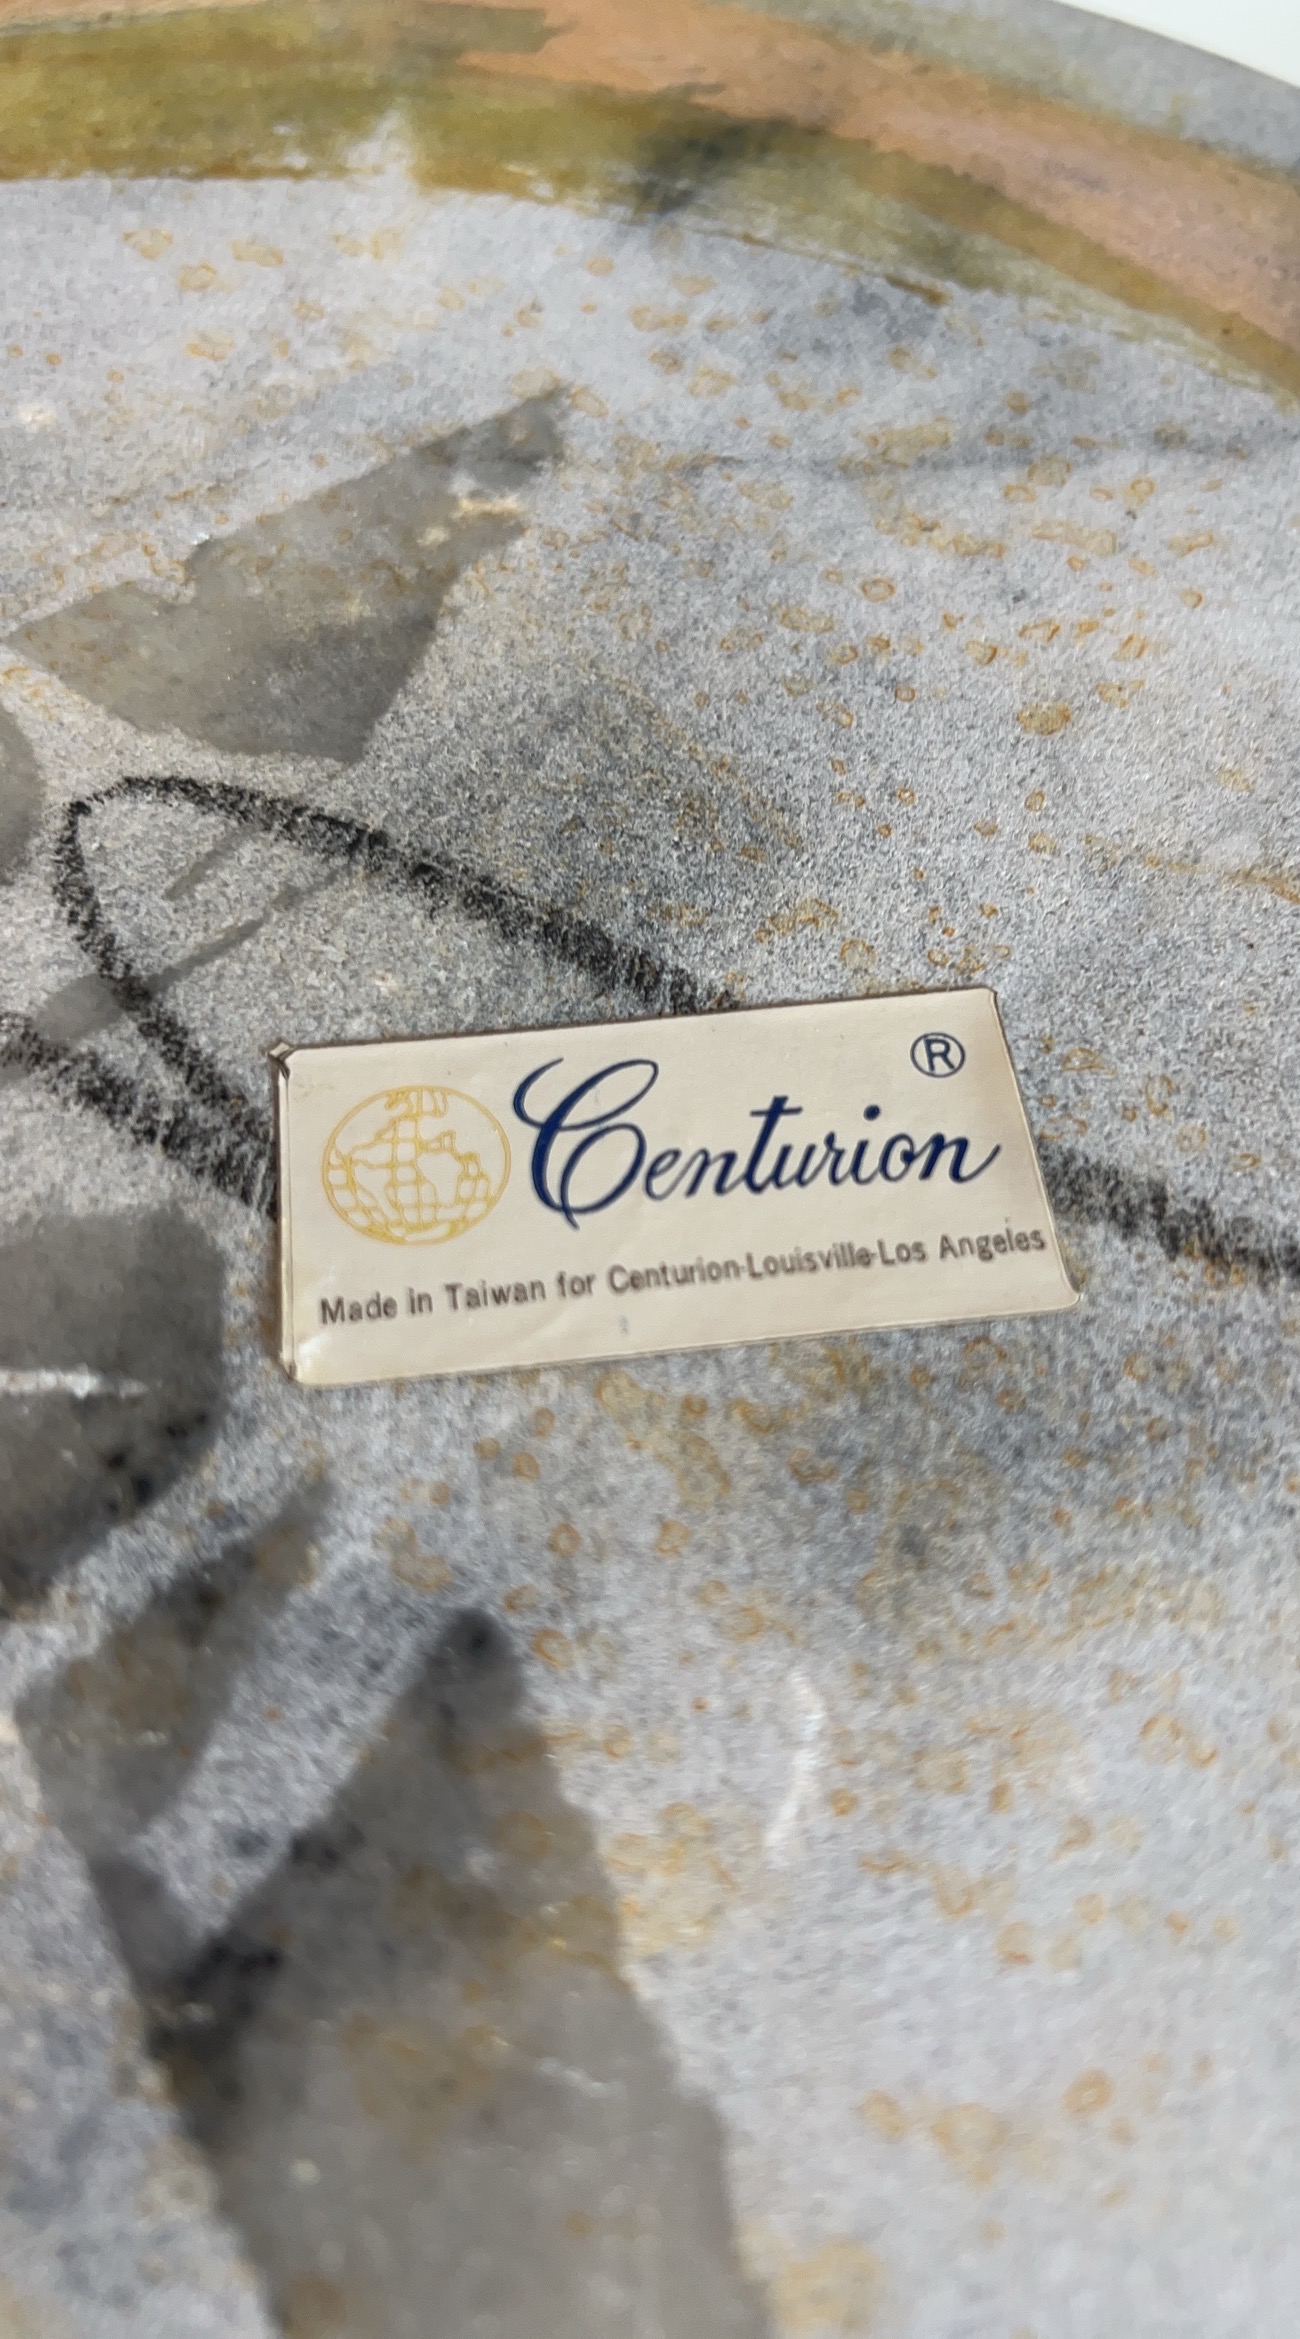 Centurion ®
Made in Taiwan for Centurion-Louisville-Los Angeles